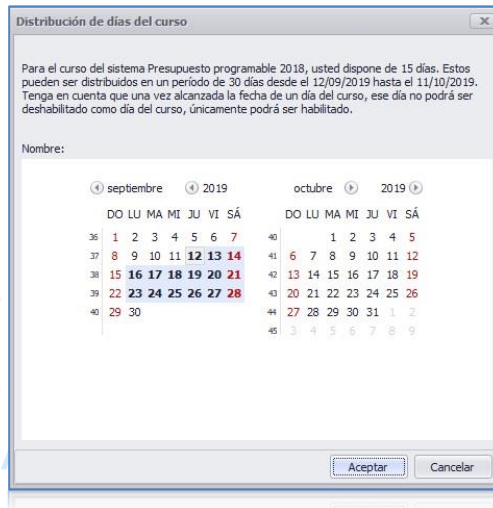 Distribución de días del curso
Para el curso del sistema Presupuesto programable 2018, usted dispone de 15 días. Estos
pueden ser distribuidos en un período de 30 días desde el 12/09/2019 hasta el 11/10/2019.
Tenga en cuenta que una vez alcanzada la fecha de un día del curso, ese día no podrá ser
deshabilitado como día del curso, únicamente podrá ser habilitado.
Nombre:
septiembre 2019
DO LU MA MI JU VI SÁ
36 1 2 3 4 5 6 7
37 8 9 10 11 12 13 14
38 15 16 17 18 19 20 21
39 22 23 24 25 26 27 28
40 29 30
octubre 2019
DO LU MA MI JU VI SÁ
40 1 2 3 4 5
41 6 7 8 9 10 11 12
42 13 14 15 16 17 18 19
43 20 21 22 23 24 25 26
44 27 28 29 30 31 1 2
45 3 4 5 6 7 8 9
Aceptar Cancelar